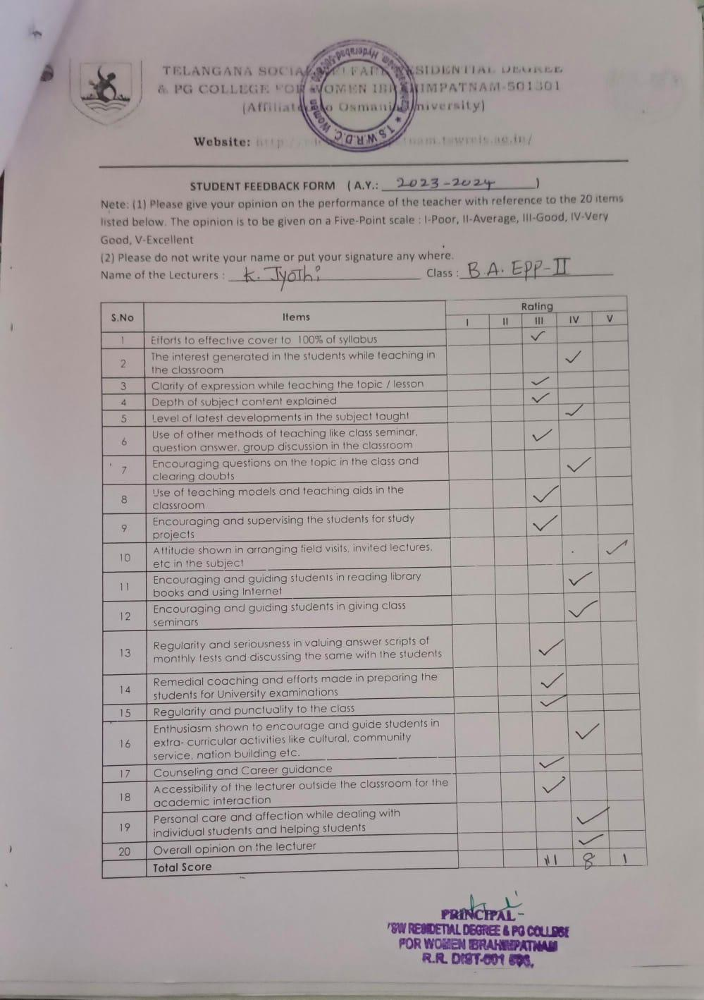 TELANGANA SOCIAL WELFARE RESIDENTIAL DEGREE
& PG COLLEGE FOR WOMEN IBRAHIMPATNAM-501301
(Affiliated to Osmania University)
Website: http:// .tswreis.ac.in/
T.S.W.R.D.C. Women
STUDENT FEEDBACK FORM ( A.Y.: 2023-2024 )
Note: (1) Please give your opinion on the performance of the teacher with reference to the 20 items
listed below. The opinion is to be given on a Five-Point scale : I-Poor, II-Average, III-Good, IV-Very
Good, V-Excellent
(2) Please do not write your name or put your signature any where.
Name of the Lecturers : K. Jyothi Class : B.A. EPP-II
S.No Items Rating
I II III IV V
1 Efforts to effective cover to 100% of syllabus ✓
2 The interest generated in the students while teaching in
the classroom ✓
3 Clarity of expression while teaching the topic / lesson ✓
4 Depth of subject content explained ✓
5 Level of latest developments in the subject taught ✓
6 Use of other methods of teaching like class seminar,
question answer, group discussion in the classroom ✓
7 Encouraging questions on the topic in the class and
clearing doubts ✓
8 Use of teaching models and teaching aids in the
classroom ✓
9 Encouraging and supervising the students for study
projects ✓
10 Attitude shown in arranging field visits, invited lectures,
etc in the subject ✓
11 Encouraging and guiding students in reading library
books and using Internet ✓
12 Encouraging and guiding students in giving class
seminars ✓
13 Regularity and seriousness in valuing answer scripts of
monthly tests and discussing the same with the students ✓
14 Remedial coaching and efforts made in preparing the
students for University examinations ✓
15 Regularity and punctuality to the class ✓
16 Enthusiasm shown to encourage and guide students in
extra- curricular activities like cultural, community
service, nation building etc. ✓
17 Counseling and Career guidance ✓
18 Accessibility of the lecturer outside the classroom for the
academic interaction ✓
19 Personal care and affection while dealing with
individual students and helping students ✓
20 Overall opinion on the lecturer ✓
Total Score 11 8 1
PRINCIPAL
TSW RESIDETIAL DEGREE & PG COLLEGE
FOR WOMEN IBRAHIMPATNAM
R.R. DIST-501 506.